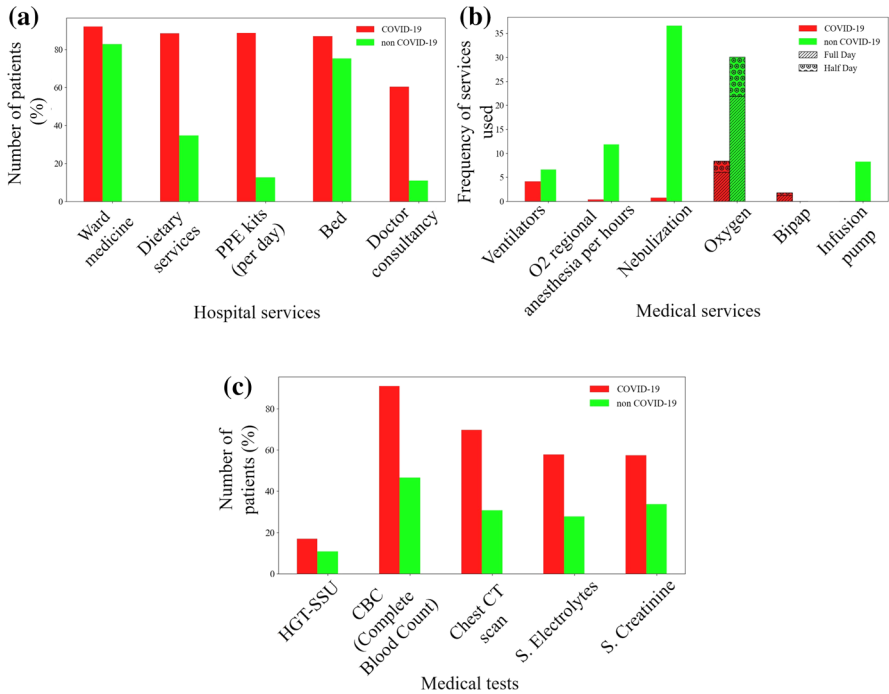 (a)
Number of patients
(%)
80
60
40
20
0
COVID-19
non COVID-19
Ward
medicine
Dietary
services
PPE kits
(per day)
Bed
Doctor
consultancy
Hospital services
(b)
Frequency of services
used
35
30
25
20
15
10
5
0
COVID-19
non COVID-19
Full Day
Half Day
Ventilators
O2 regional
anesthesia per hours
Nebulization
Oxygen
Bipap
Infusion
pump
Medical services
(c)
Number of
patients (%)
80
60
40
20
0
COVID-19
non COVID-19
HGT-SSU
CBC
(Complete
Blood Count)
Chest CT
scan
S. Electrolytes
S. Creatinine
Medical tests